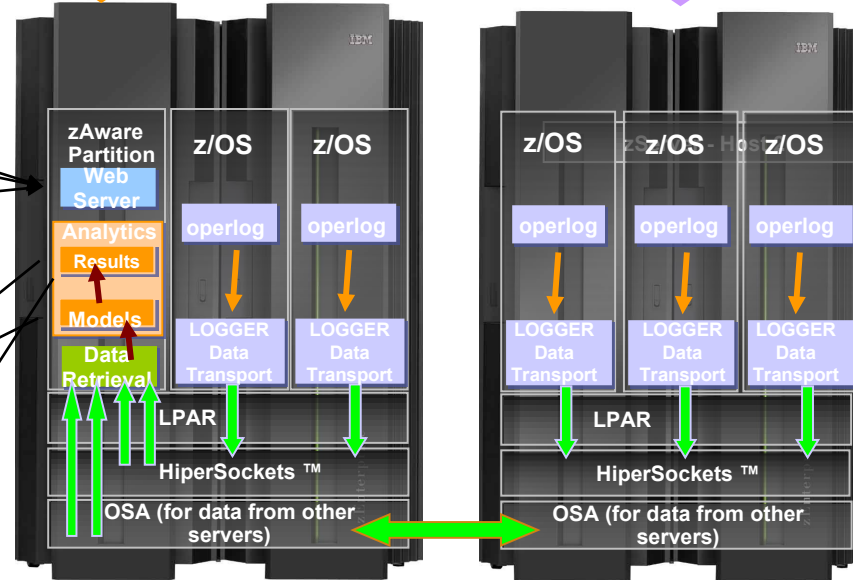 IBM
zAware
Partition
Web
Server
Analytics
Results
Models
Data
Retrieval
z/OS
operlog
LOGGER
Data
Transport
z/OS
operlog
LOGGER
Data
Transport
LPAR
HiperSockets ™
OSA (for data from other
servers)
IBM
z/OS
operlog
LOGGER
Data
Transport
z/OS
operlog
LOGGER
Data
Transport
z/OS
operlog
LOGGER
Data
Transport
LPAR
HiperSockets ™
OSA (for data from other
servers)